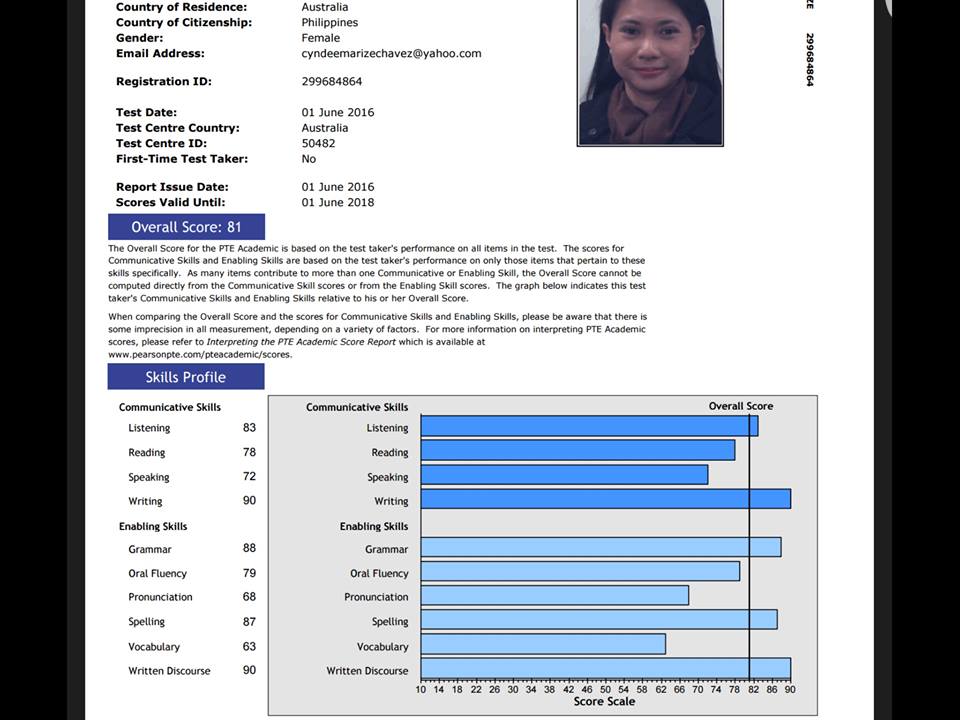 Country of Residence: Australia
Country of Citizenship: Philippines
Gender: Female
Email Address: cyndeemarizechavez@yahoo.com
Registration ID: 299684864
Test Date: 01 June 2016
Test Centre Country: Australia
Test Centre ID: 50482
First-Time Test Taker: No
Report Issue Date: 01 June 2016
Scores Valid Until: 01 June 2018
ZE 299684864
Overall Score: 81
The Overall Score for the PTE Academic is based on the test taker's performance on all items in the test. The scores for
Communicative Skills and Enabling Skills are based on the test taker's performance on only those items that pertain to these
skills specifically. As many items contribute to more than one Communicative or Enabling Skill, the Overall Score cannot be
computed directly from the Communicative Skill scores or from the Enabling Skill scores. The graph below indicates this test
taker's Communicative Skills and Enabling Skills relative to his or her Overall Score.
When comparing the Overall Score and the scores for Communicative Skills and Enabling Skills, please be aware that there is
some imprecision in all measurement, depending on a variety of factors. For more information on interpreting PTE Academic
scores, please refer to Interpreting the PTE Academic Score Report which is available at
www.pearsonpte.com/pteacademic/scores.
Skills Profile
Communicative Skills
Listening 83
Reading 78
Speaking 72
Writing 90
Enabling Skills
Grammar 88
Oral Fluency 79
Pronunciation 68
Spelling 87
Vocabulary 63
Written Discourse 90
Communicative Skills Overall Score
Listening
Reading
Speaking
Writing
Enabling Skills
Grammar
Oral Fluency
Pronunciation
Spelling
Vocabulary
Written Discourse
10 14 18 22 26 30 34 38 42 46 50 54 58 62 66 70 74 78 82 86 90
Score Scale